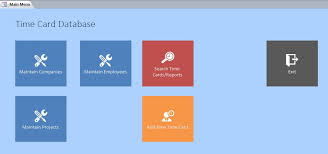 Main Menu
Time Card Database
Maintain Companies
Maintain Employees
Search Time
Cards/Reports
Exit
Maintain Projects
Add New Time Card